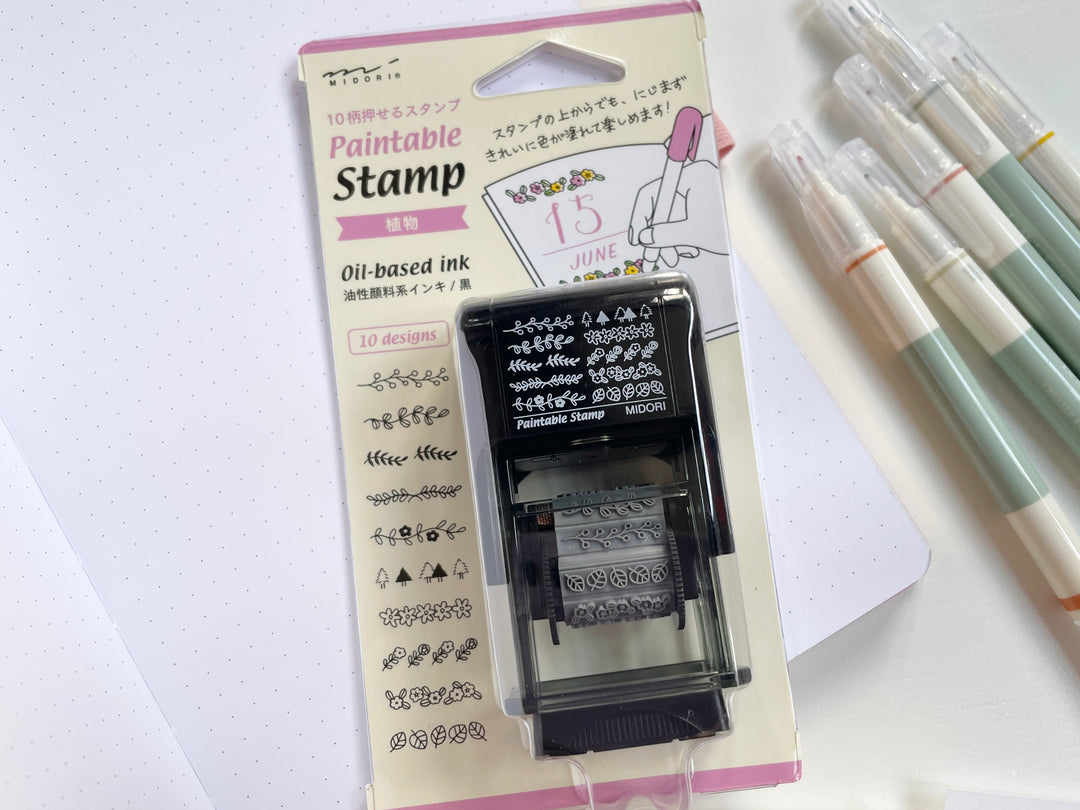 MIDORI®
10柄押せるスタンプ
Paintable
Stamp
植物
Oil-based ink
油性顔料系インキ / 黒
10 designs
スタンプの上からでも、にじまず
きれいに色が塗れて楽しめます!
15
JUNE
Paintable Stamp MIDORI